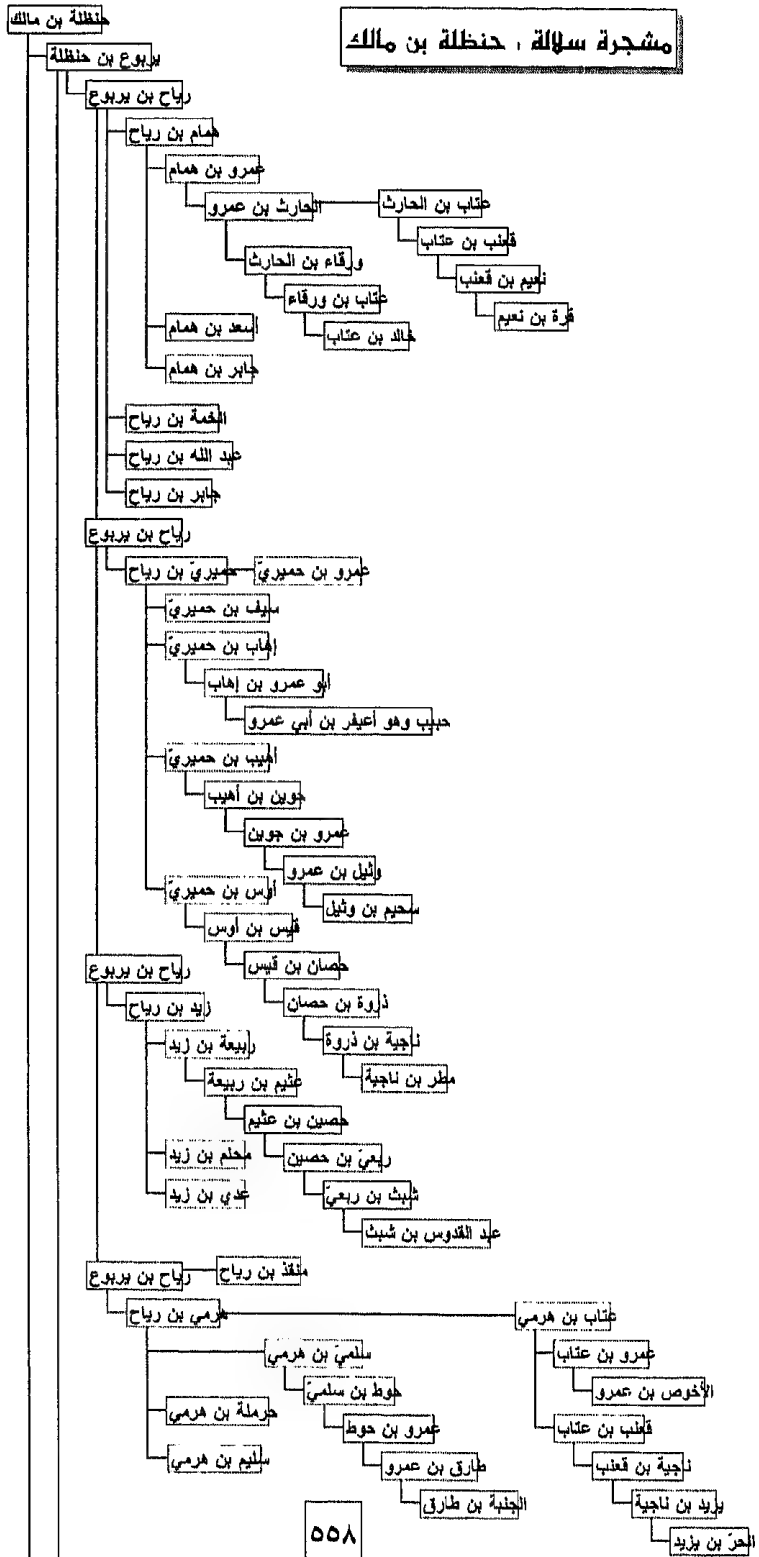 مشجرة سلالة : حنظلة بن مالك
حنظلة بن مالك
يربوع بن حنظلة
رياح بن يربوع
همام بن رياح
عمرو بن همام
الحارث بن عمرو
عتاب بن الحارث
قعنب بن عتاب
نعيم بن قعنب
قرة بن نعيم
ورقاء بن الحارث
عتاب بن ورقاء
خالد بن عتاب
أسعد بن همام
جابر بن همام
الخمة بن رياح
عبد الله بن رياح
جابر بن رياح
رياح بن يربوع
حميريّ بن رياح
عمرو بن حميريّ
سيف بن حميريّ
إهاب بن حميريّ
أبو عمرو بن إهاب
حبيب وهو أعيفر بن أبي عمرو
أهيب بن حميريّ
جوين بن أهيب
عمرو بن جوين
وثيل بن عمرو
سحيم بن وثيل
أوس بن حميريّ
قيس بن أوس
حصان بن قيس
ذروة بن حصان
ناجية بن ذروة
مطر بن ناجية
رياح بن يربوع
زيد بن رياح
ربيعة بن زيد
عثيم بن ربيعة
حصين بن عثيم
ربعيّ بن حصين
شبث بن ربعيّ
عبد القدوس بن شبث
محلم بن زيد
عدي بن زيد
رياح بن يربوع
منقذ بن رياح
هرمي بن رياح
عتاب بن هرمي
عمرو بن عتاب
الأخوص بن عمرو
قعنب بن عتاب
ناجية بن قعنب
يزيد بن ناجية
الحرّ بن يزيد
سلميّ بن هرمي
حوط بن سلميّ
عمرو بن حوط
طارق بن عمرو
الجنبة بن طارق
حرملة بن هرمي
سليم بن هرمي
٥٥٨